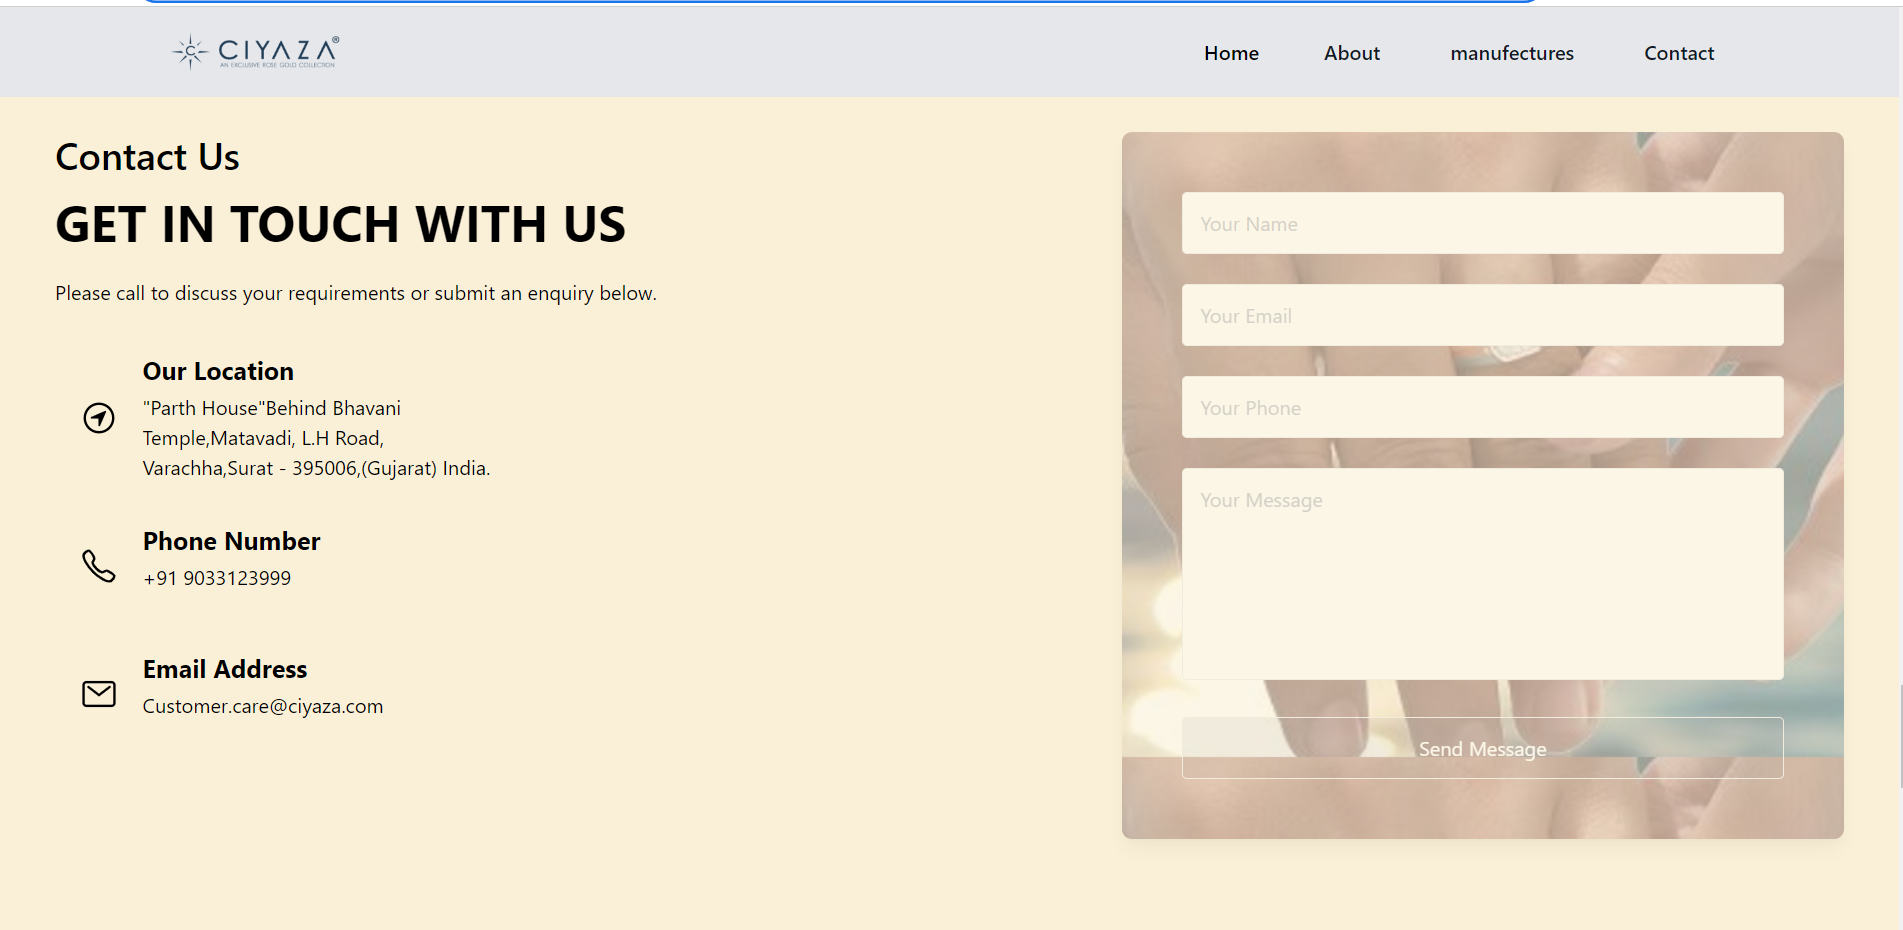 CIYAZA®
AN EXCLUSIVE ROSE GOLD COLLECTION
Home
About
manufectures
Contact
Contact Us
GET IN TOUCH WITH US
Please call to discuss your requirements or submit an enquiry below.
Our Location
"Parth House"Behind Bhavani
Temple,Matavadi, L.H Road,
Varachha,Surat - 395006,(Gujarat) India.
Phone Number
+91 9033123999
Email Address
Customer.care@ciyaza.com
Your Name
Your Email
Your Phone
Your Message
Send Message